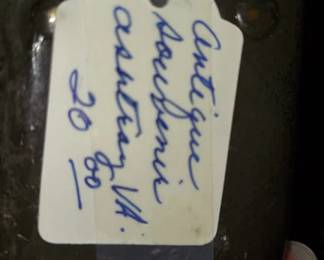 antique
souvenir
ashtray VA.
20 00